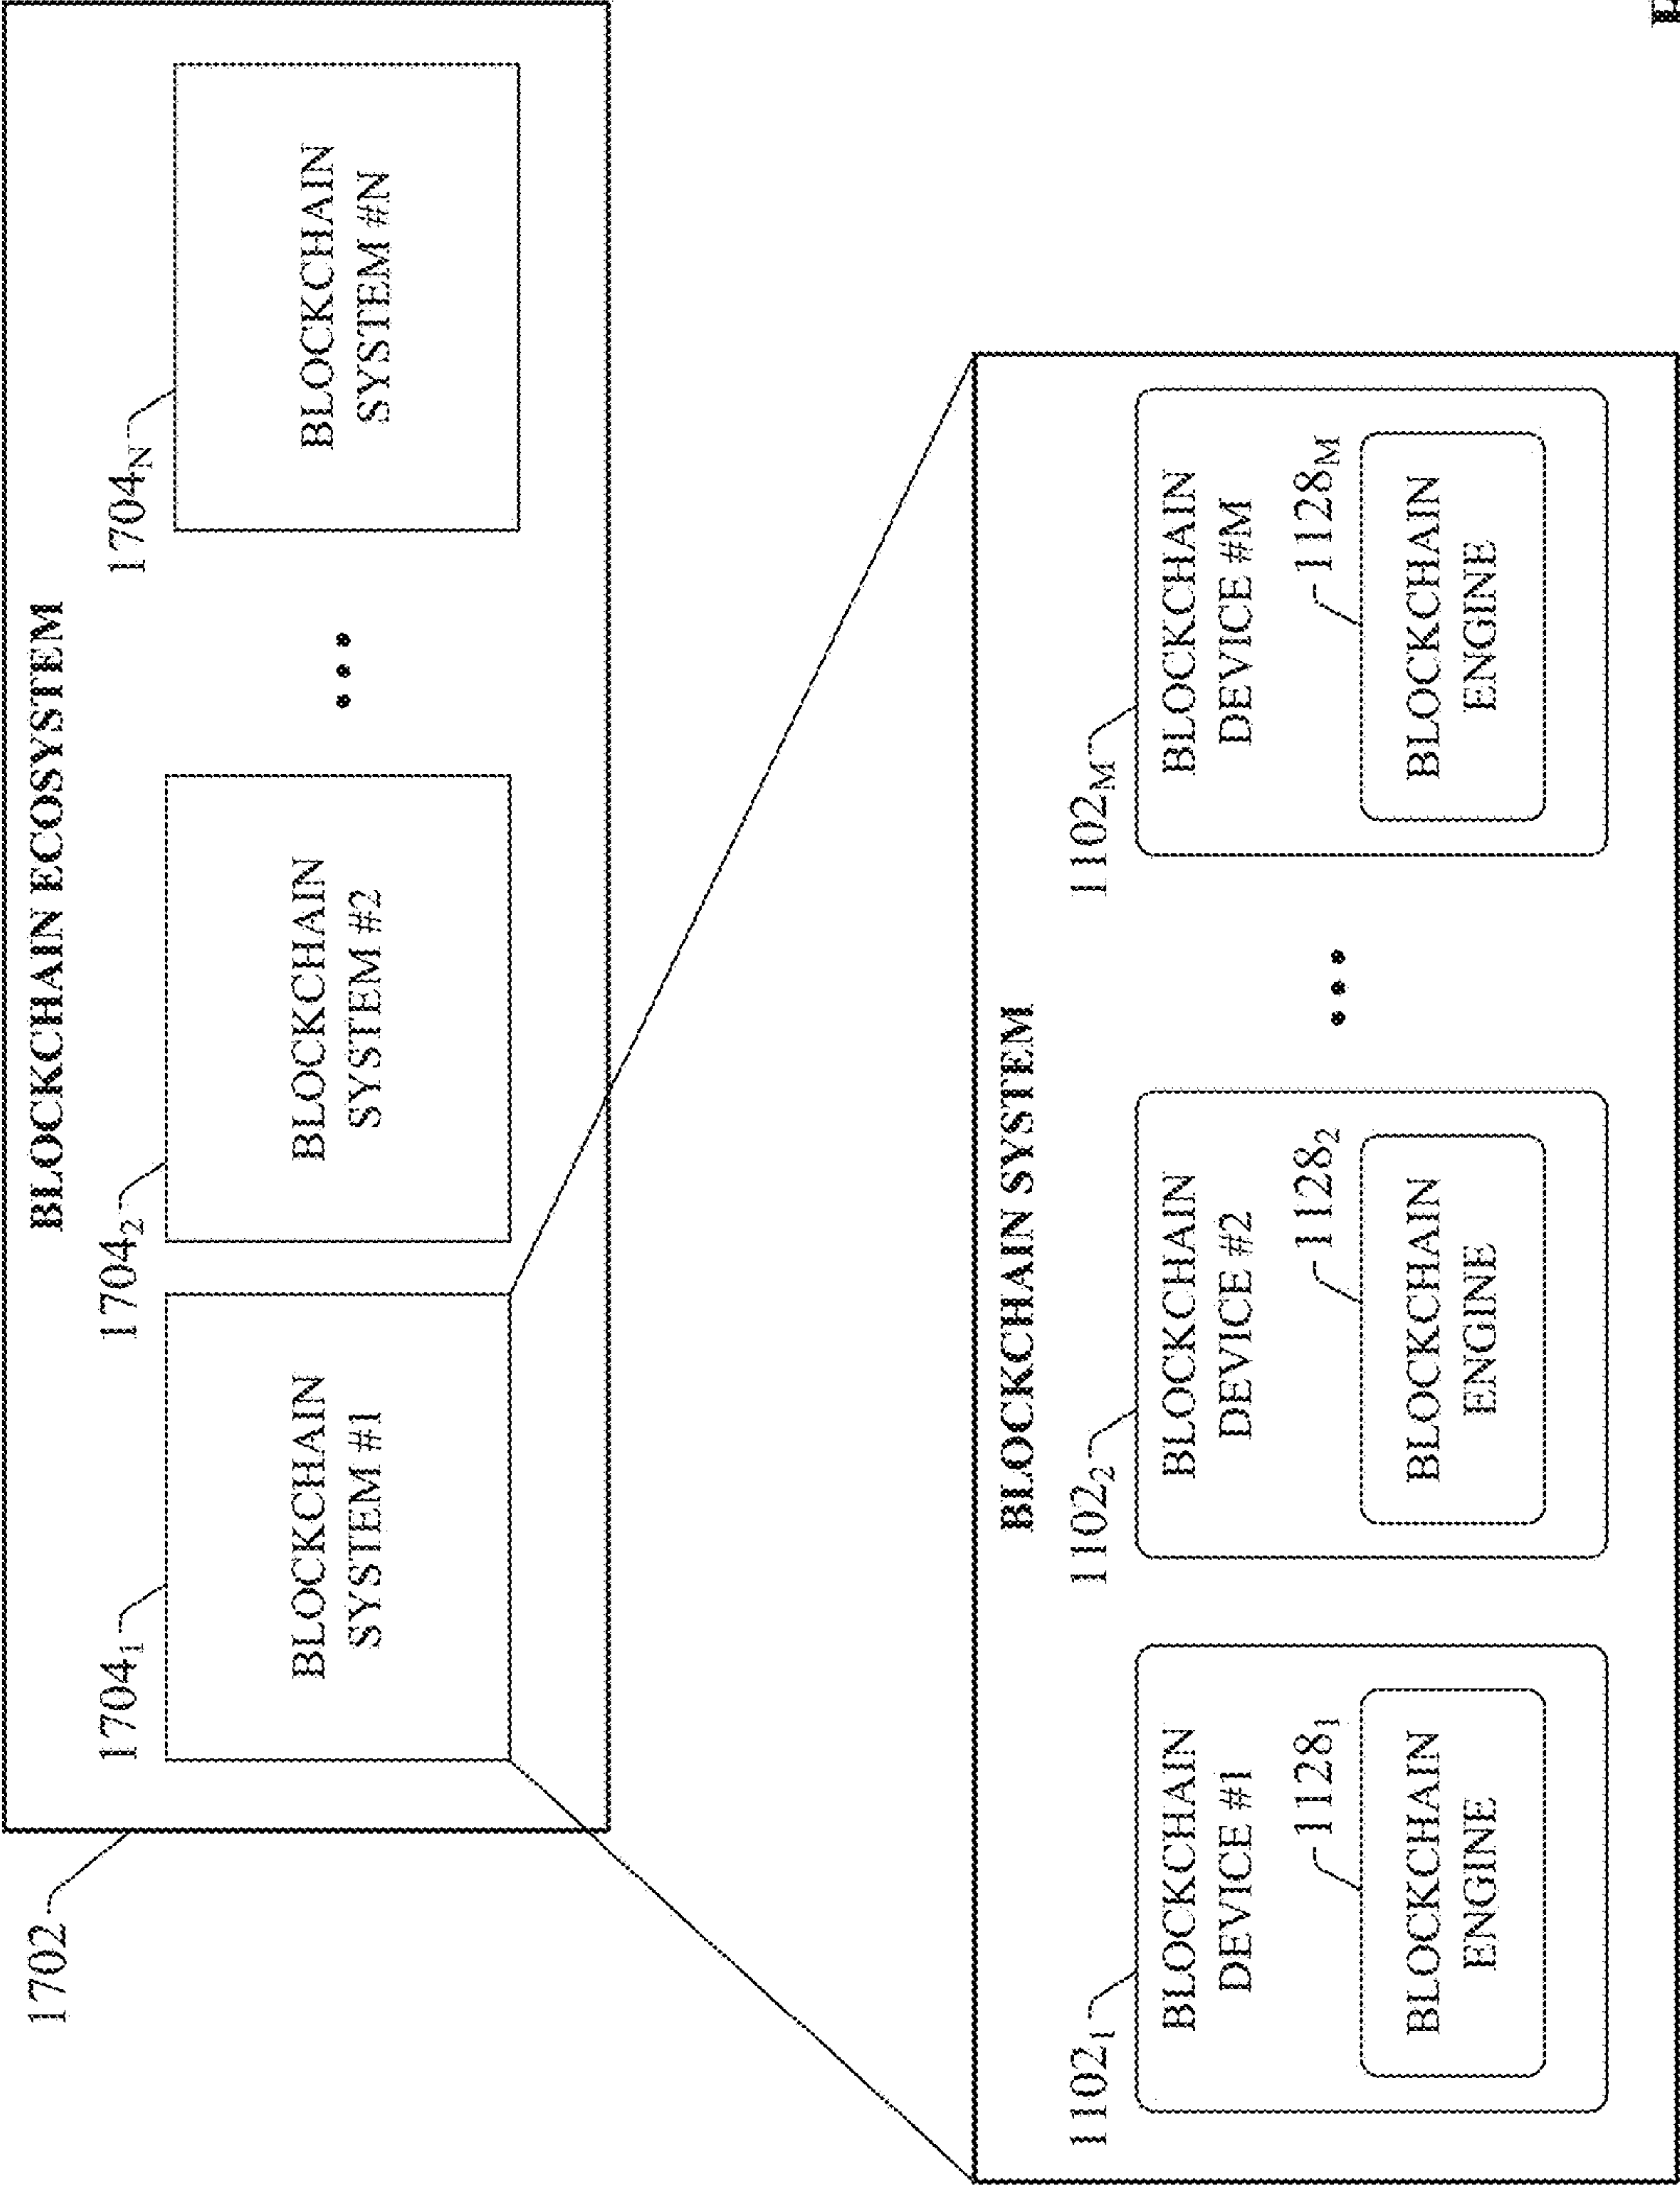 1702
BLOCKCHAIN ECOSYSTEM
1704₁
BLOCKCHAIN
SYSTEM #1
1704₂
BLOCKCHAIN
SYSTEM #2
•••
1704N
BLOCKCHAIN
SYSTEM #N
BLOCKCHAIN SYSTEM
1102₁
BLOCKCHAIN
DEVICE #1
1128₁
BLOCKCHAIN
ENGINE
1102₂
BLOCKCHAIN
DEVICE #2
1128₂
BLOCKCHAIN
ENGINE
•••
1102M
BLOCKCHAIN
DEVICE #M
1128M
BLOCKCHAIN
ENGINE